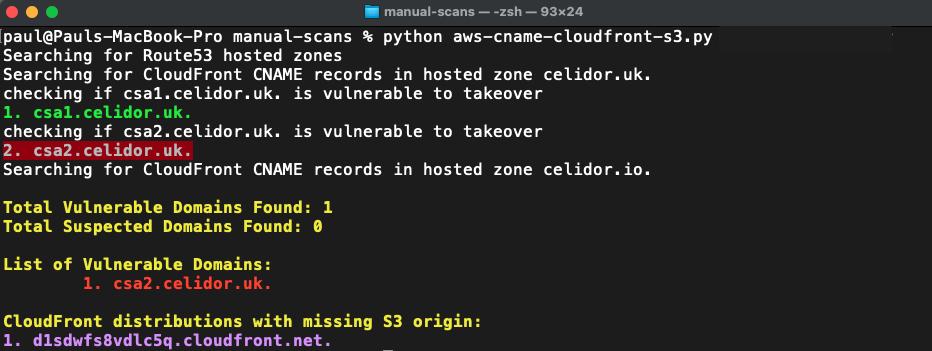 manual-scans — -zsh — 93×24
paul@Pauls-MacBook-Pro manual-scans % python aws-cname-cloudfront-s3.py
Searching for Route53 hosted zones
Searching for CloudFront CNAME records in hosted zone celidor.uk.
checking if csa1.celidor.uk. is vulnerable to takeover
1. csa1.celidor.uk.
checking if csa2.celidor.uk. is vulnerable to takeover
2. csa2.celidor.uk.
Searching for CloudFront CNAME records in hosted zone celidor.io.
Total Vulnerable Domains Found: 1
Total Suspected Domains Found: 0
List of Vulnerable Domains:
1. csa2.celidor.uk.
CloudFront distributions with missing S3 origin:
1. d1sdwfs8vdlc5q.cloudfront.net.